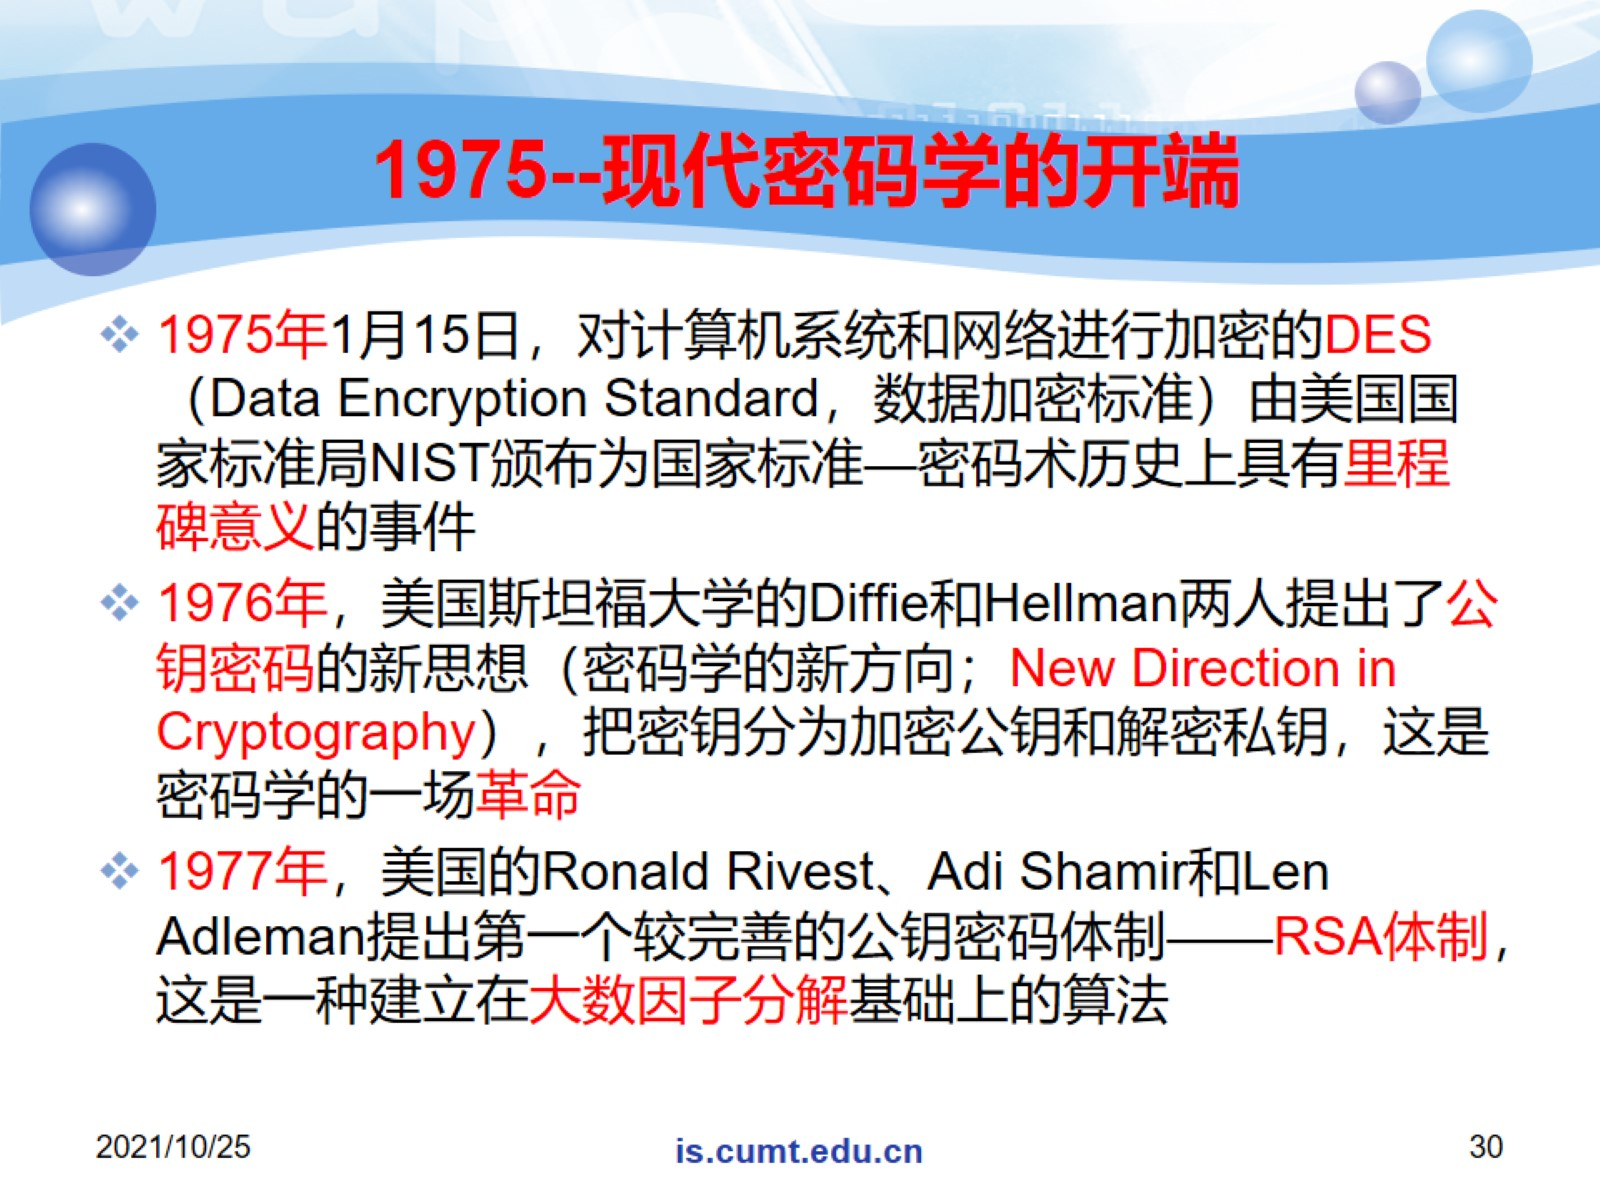 1975--现代密码学的开端
1975年1月15日，对计算机系统和网络进行加密的DES
（Data Encryption Standard，数据加密标准）由美国国
家标准局NIST颁布为国家标准—密码术历史上具有里程
碑意义的事件
1976年，美国斯坦福大学的Diffie和Hellman两人提出了公
钥密码的新思想（密码学的新方向；New Direction in
Cryptography），把密钥分为加密公钥和解密私钥，这是
密码学的一场革命
1977年，美国的Ronald Rivest、Adi Shamir和Len
Adleman提出第一个较完善的公钥密码体制——RSA体制，
这是一种建立在大数因子分解基础上的算法
2021/10/25
is.cumt.edu.cn
30